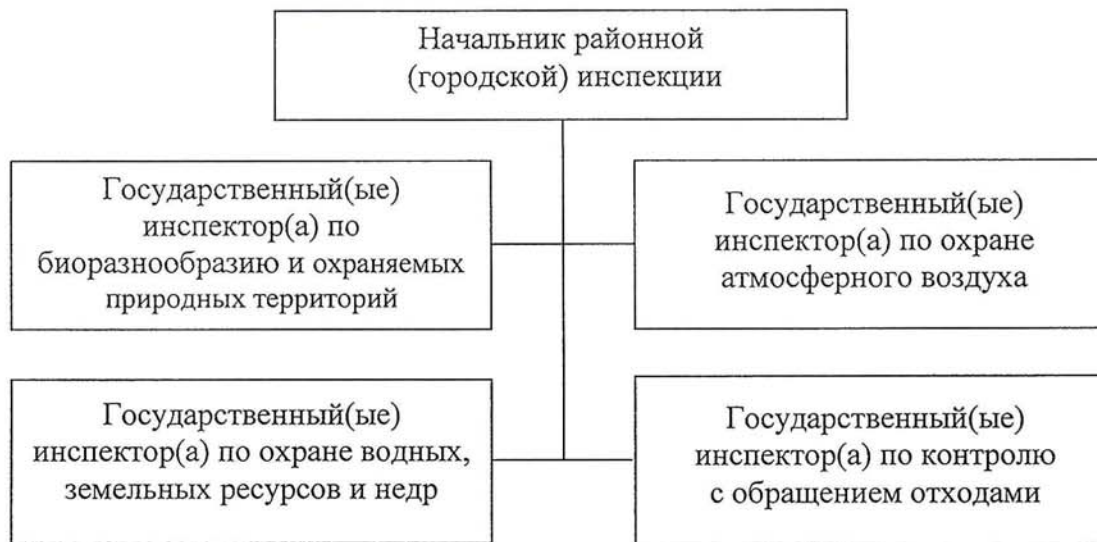 Начальник районной
(городской) инспекции
Государственный(ые)
инспектор(а) по
биоразнообразию и охраняемых
природных территорий
Государственный(ые)
инспектор(а) по охране
атмосферного воздуха
Государственный(ые)
инспектор(а) по охране водных,
земельных ресурсов и недр
Государственный(ые)
инспектор(а) по контролю
с обращением отходами